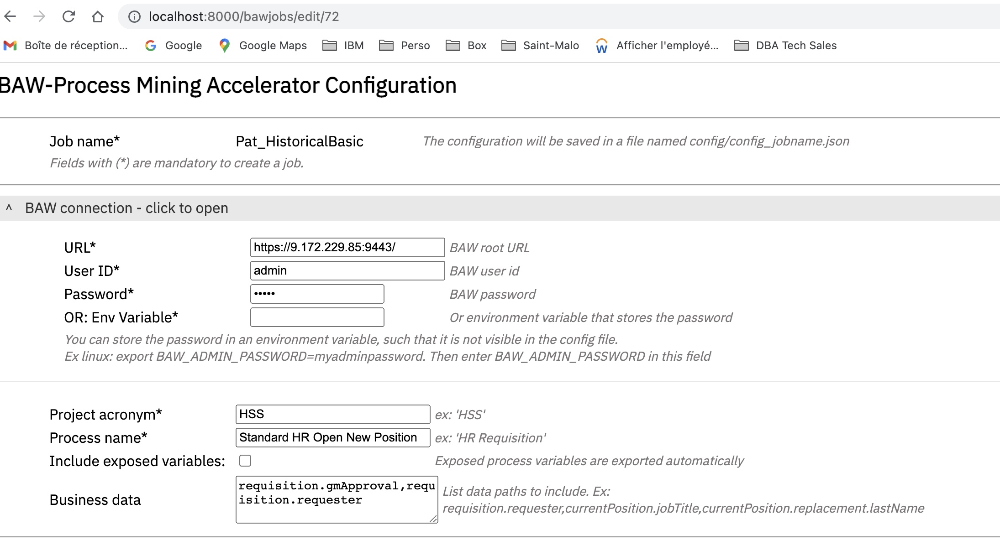 localhost:8000/bawjobs/edit/72
Boîte de réception... Google Google Maps IBM Perso Box Saint-Malo Afficher l'employé... DBA Tech Sales
BAW-Process Mining Accelerator Configuration
Job name* Pat_HistoricalBasic The configuration will be saved in a file named config/config_jobname.json
Fields with (*) are mandatory to create a job.
^ BAW connection - click to open
URL* https://9.172.229.85:9443/ BAW root URL
User ID* admin BAW user id
Password* ••••• BAW password
OR: Env Variable* Or environment variable that stores the password
You can store the password in an environment variable, such that it is not visible in the config file.
Ex linux: export BAW_ADMIN_PASSWORD=myadminpassword. Then enter BAW_ADMIN_PASSWORD in this field
Project acronym* HSS ex: 'HSS'
Process name* Standard HR Open New Position ex: 'HR Requisition'
Include exposed variables: Exposed process variables are exported automatically
Business data
requisition.gmApproval,requ
isition.requester
List data paths to include. Ex:
requisition.requester,currentPosition.jobTitle,currentPosition.replacement.lastName